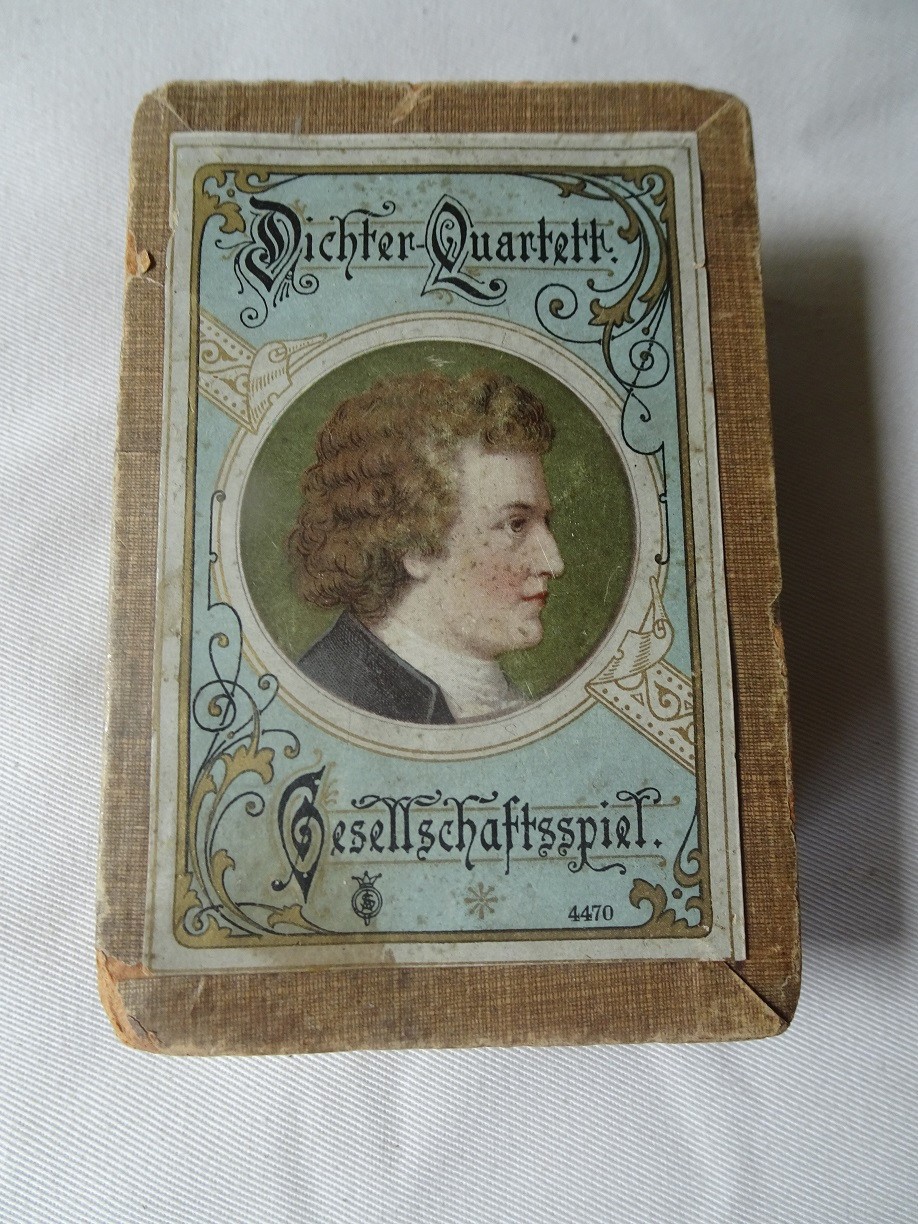 Dichter-Quartett.
Gesellschaftsspiel.
4470